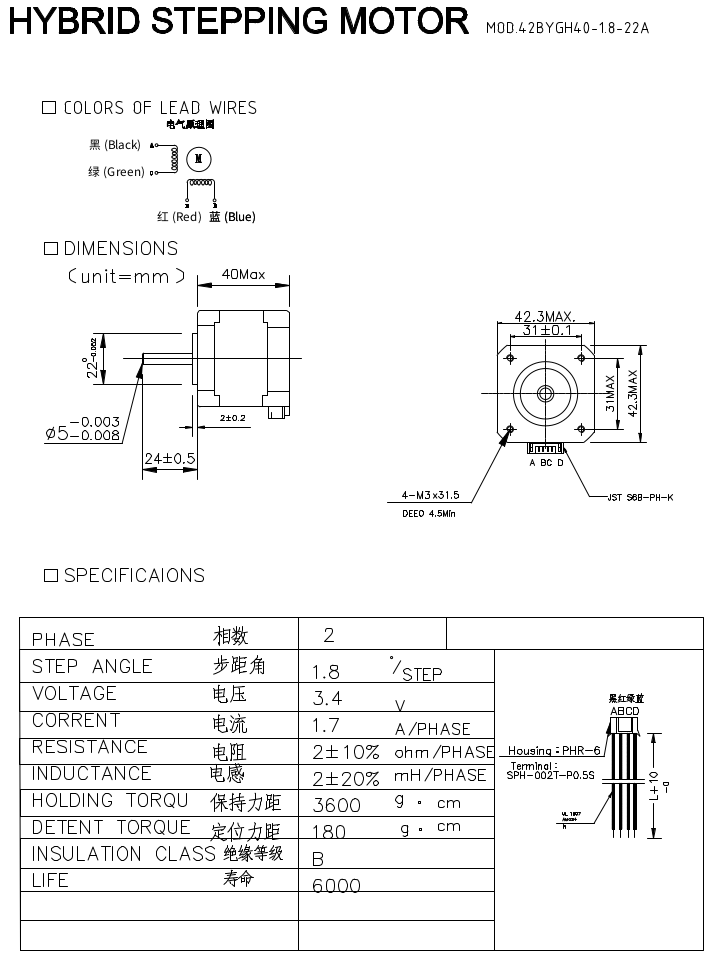 HYBRID STEPPING MOTOR MOD.42BYGH40-1.8-22A
COLORS OF LEAD WIRES
电气原理图
黑 (Black) A
绿 (Green)
M
红 (Red) 蓝 (Blue)
DIMENSIONS
(unit=mm)
40Max
22 0 -0.052
ø5 -0.003 -0.008
2±0.2
24±0.5
42.3MAX.
31±0.1
31MAX
42.3MAX
A BC D
4-M3x31.5
DEEO 4.5Min
JST S6B-PH-K
SPECIFICAIONS
PHASE 相数 2
STEP ANGLE 步距角 1.8 °/STEP
VOLTAGE 电压 3.4 V
CORRENT 电流 1.7 A/PHASE
RESISTANCE 电阻 2±10% ohm/PHASE
INDUCTANCE 电感 2±20% mH/PHASE
HOLDING TORQU 保持力距 3600 g 。cm
DETENT TORQUE 定位力距 180 g 。cm
INSULATION CLASS 绝缘等级 B
LIFE 寿命 6000
黑红绿蓝
ABCD
Housing:PHR-6
Terminal:
SPH-002T-P0.5S
L+10 -0